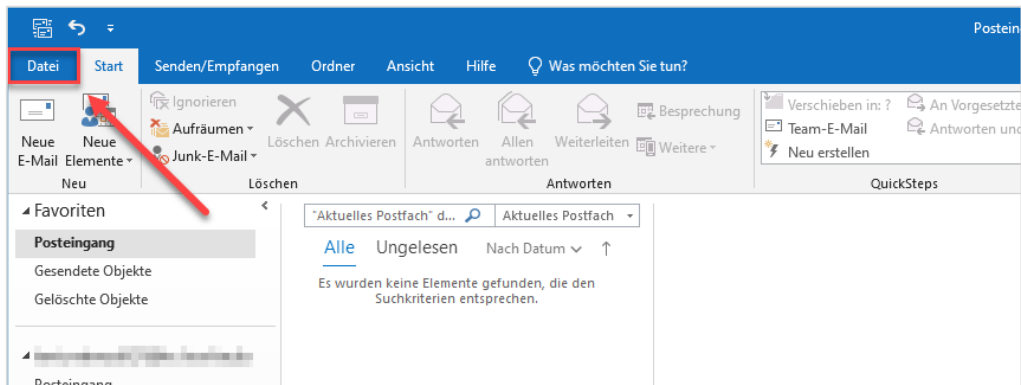 Postein
Datei Start Senden/Empfangen Ordner Ansicht Hilfe Was möchten Sie tun?
Neue E-Mail
Neue Elemente
Neu
Ignorieren
Aufräumen
Junk-E-Mail
Löschen Archivieren
Löschen
Antworten
Allen antworten
Weiterleiten
Besprechung
Weitere
Antworten
Verschieben in: ?
Team-E-Mail
Neu erstellen
An Vorgesetzte
Antworten und
QuickSteps
Favoriten
Posteingang
Gesendete Objekte
Gelöschte Objekte
Posteingang
"Aktuelles Postfach" d... Aktuelles Postfach
Alle Ungelesen Nach Datum
Es wurden keine Elemente gefunden, die den
Suchkriterien entsprechen.